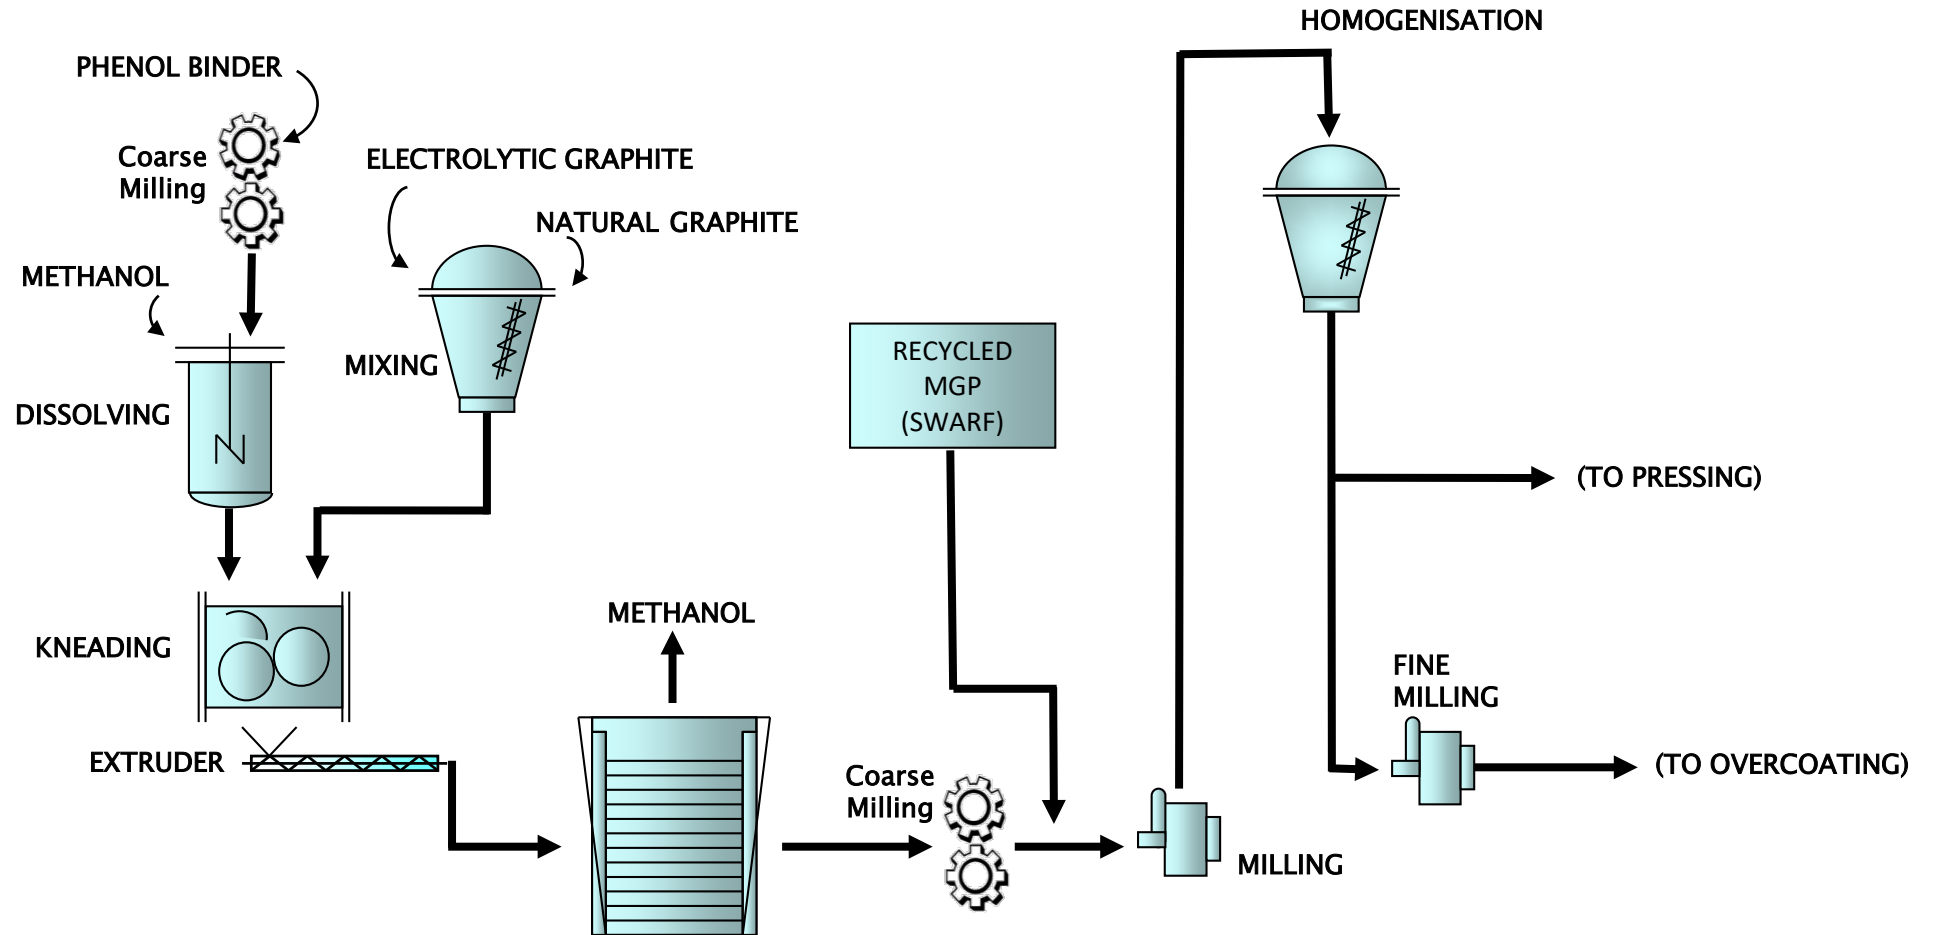 HOMOGENISATION
PHENOL BINDER
Coarse
Milling
ELECTROLYTIC GRAPHITE
NATURAL GRAPHITE
METHANOL
MIXING
DISSOLVING
RECYCLED
MGP
(SWARF)
(TO PRESSING)
METHANOL
KNEADING
FINE
MILLING
EXTRUDER
(TO OVERCOATING)
Coarse
Milling
MILLING